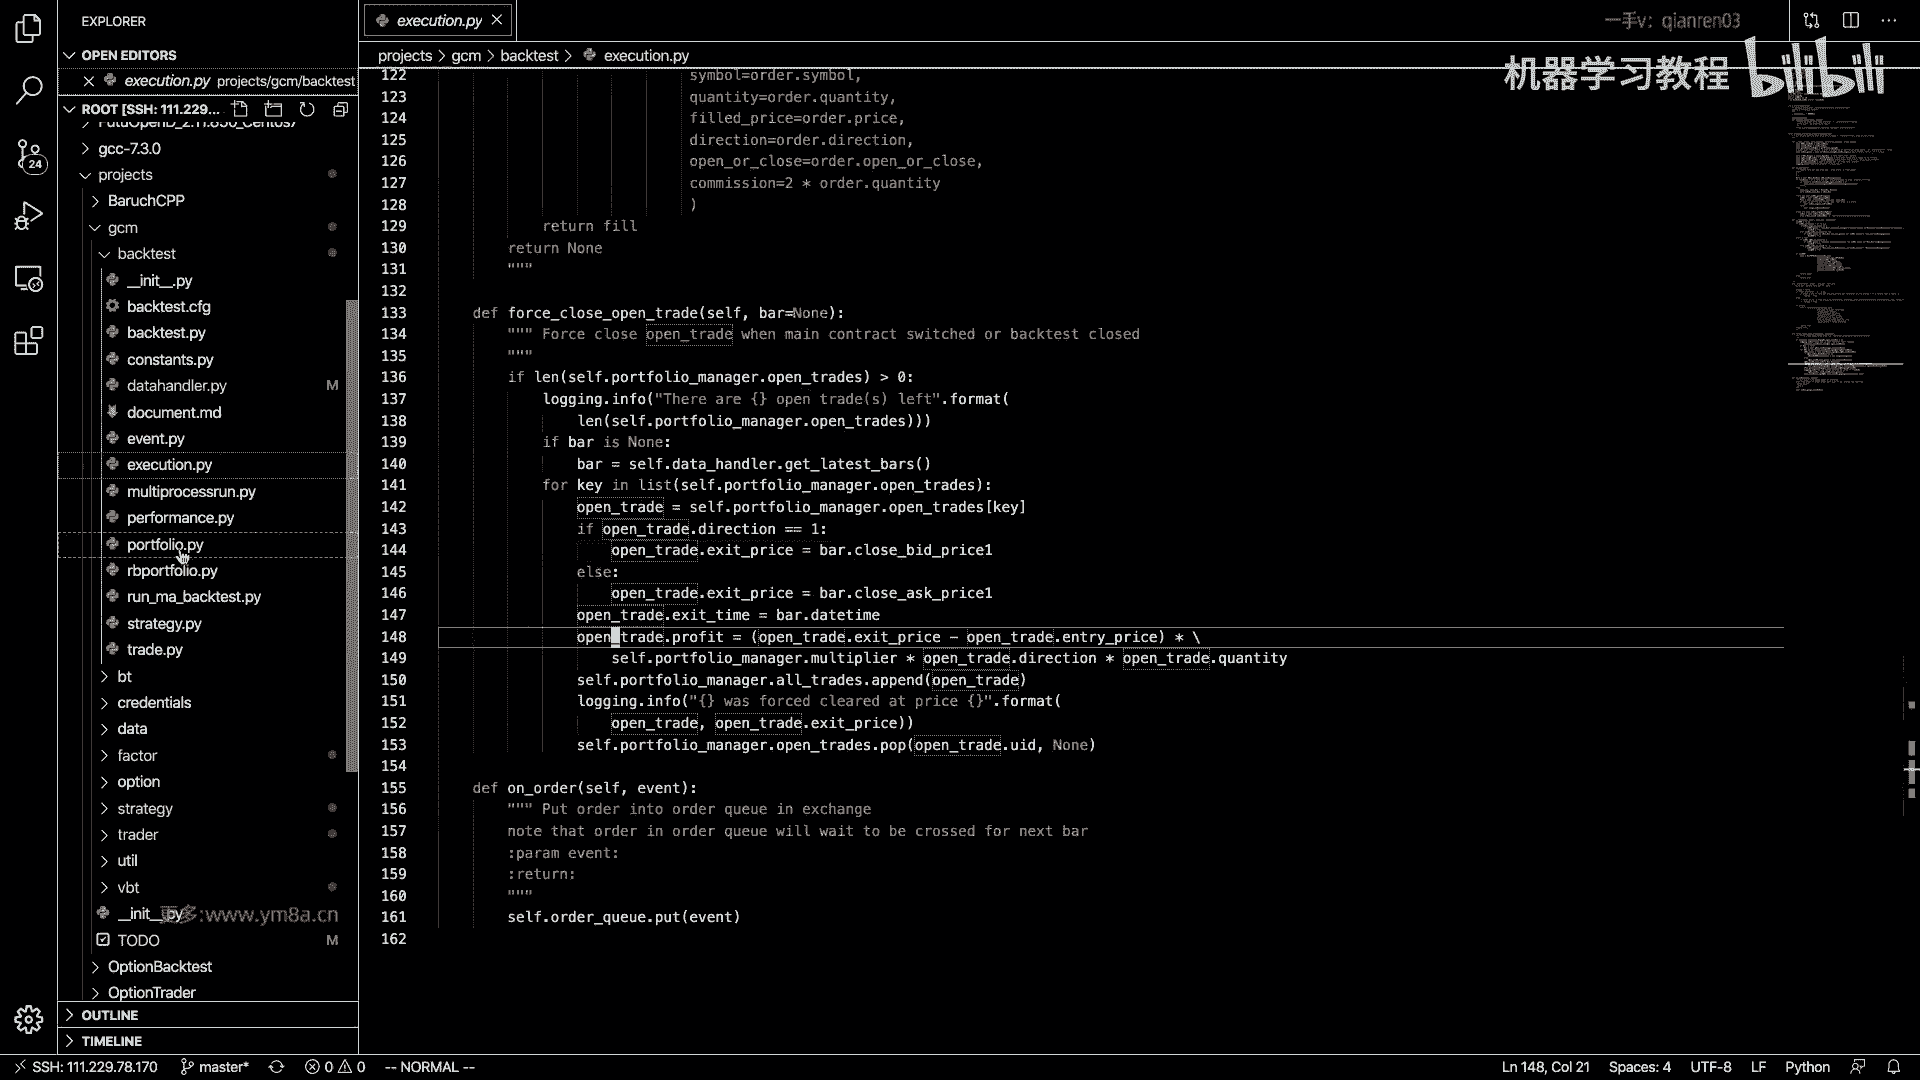 EXPLORER
OPEN EDITORS
execution.py projects/gcm/backtest
ROOT [SSH: 111.229...
FutuOpenD_2.11.850_Centos7
gcc-7.3.0
projects
BaruchCPP
gcm
backtest
__init__.py
backtest.cfg
backtest.py
constants.py
datahandler.py M
document.md
event.py
execution.py
multiprocessrun.py
performance.py
portfolio.py
rbportfolio.py
run_ma_backtest.py
strategy.py
trade.py
bt
credentials
data
factor
option
strategy
trader
util
vbt
__init__.py
更多:www.ym8a.cn
TODO M
OptionBacktest
OptionTrader
OUTLINE
TIMELINE
24
execution.py
一手v: qianren03
机器学习教程 bilibili
projects > gcm > backtest > execution.py
122 symbol=order.symbol,
123 quantity=order.quantity,
124 filled_price=order.price,
125 direction=order.direction,
126 open_or_close=order.open_or_close,
127 commission=2 * order.quantity
128 )
129 return fill
130 return None
131 """
132
133 def force_close_open_trade(self, bar=None):
134 """ Force close open_trade when main contract switched or backtest closed
135 """
136 if len(self.portfolio_manager.open_trades) > 0:
137 logging.info("There are {} open trade(s) left".format(
138 len(self.portfolio_manager.open_trades)))
139 if bar is None:
140 bar = self.data_handler.get_latest_bars()
141 for key in list(self.portfolio_manager.open_trades):
142 open_trade = self.portfolio_manager.open_trades[key]
143 if open_trade.direction == 1:
144 open_trade.exit_price = bar.close_bid_price1
145 else:
146 open_trade.exit_price = bar.close_ask_price1
147 open_trade.exit_time = bar.datetime
148 open_trade.profit = (open_trade.exit_price - open_trade.entry_price) * \
149 self.portfolio_manager.multiplier * open_trade.direction * open_trade.quantity
150 self.portfolio_manager.all_trades.append(open_trade)
151 logging.info("{} was forced cleared at price {}".format(
152 open_trade, open_trade.exit_price))
153 self.portfolio_manager.open_trades.pop(open_trade.uid, None)
154
155 def on_order(self, event):
156 """ Put order into order queue in exchange
157 note that order in order queue will wait to be crossed for next bar
158 :param event:
159 :return:
160 """
161 self.order_queue.put(event)
162
SSH: 111.229.78.170 master* 0 0 -- NORMAL -- Ln 148, Col 21 Spaces: 4 UTF-8 LF Python